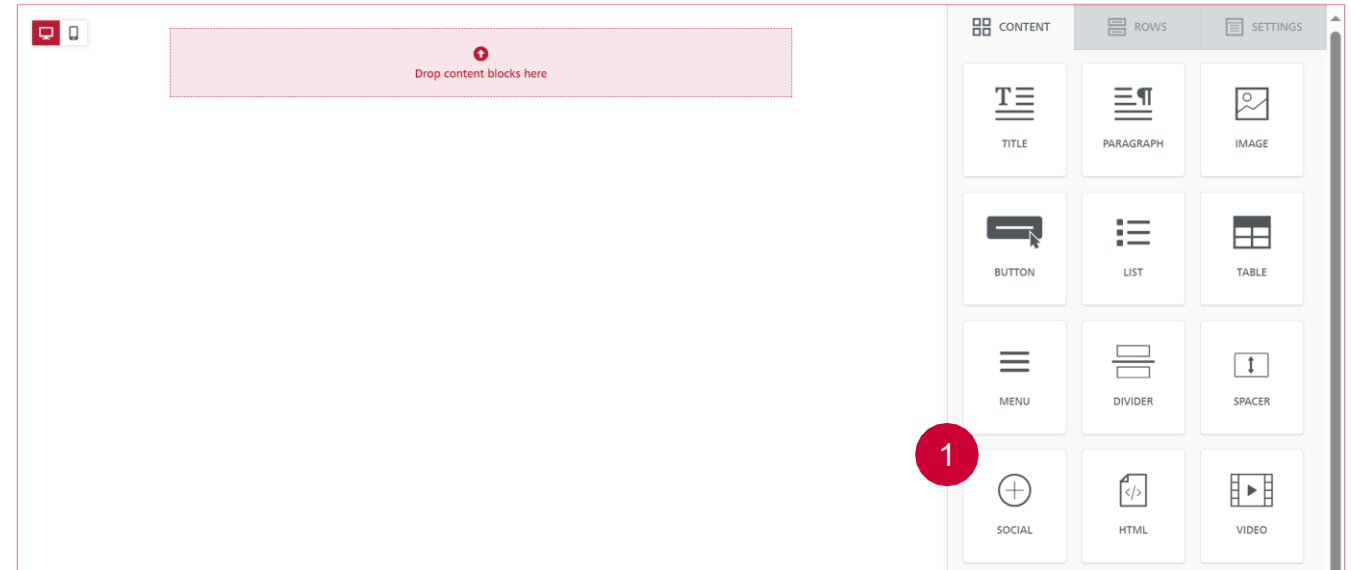 CONTENT
ROWS
SETTINGS
Drop content blocks here
TITLE
PARAGRAPH
IMAGE
BUTTON
LIST
TABLE
MENU
DIVIDER
SPACER
1
SOCIAL
HTML
VIDEO